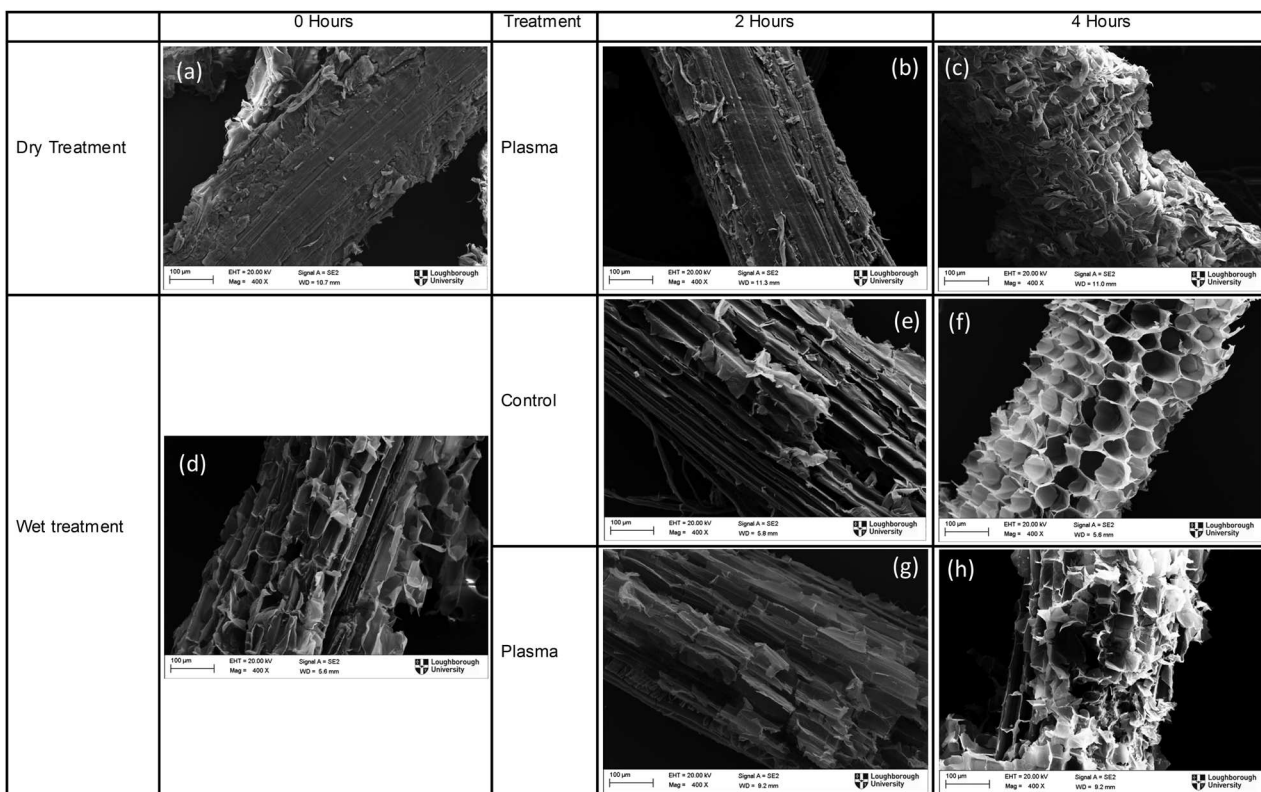 0 Hours Treatment 2 Hours 4 Hours
Dry Treatment
(a)
100 µm EHT = 20.00 kV Signal A = SE2 Loughborough
Mag = 400 X WD = 10.7 mm University
Plasma
(b)
100 µm EHT = 20.00 kV Signal A = SE2 Loughborough
Mag = 400 X WD = 11.3 mm University
(c)
100 µm EHT = 20.00 kV Signal A = SE2 Loughborough
Mag = 400 X WD = 11.0 mm University
Wet treatment
(d)
100 µm EHT = 20.00 kV Signal A = SE2 Loughborough
Mag = 400 X WD = 5.6 mm University
Control
(e)
100 µm EHT = 20.00 kV Signal A = SE2 Loughborough
Mag = 400 X WD = 5.8 mm University
(f)
100 µm EHT = 20.00 kV Signal A = SE2 Loughborough
Mag = 400 X WD = 5.6 mm University
Plasma
(g)
100 µm EHT = 20.00 kV Signal A = SE2 Loughborough
Mag = 400 X WD = 9.2 mm University
(h)
100 µm EHT = 20.00 kV Signal A = SE2 Loughborough
Mag = 400 X WD = 9.2 mm University